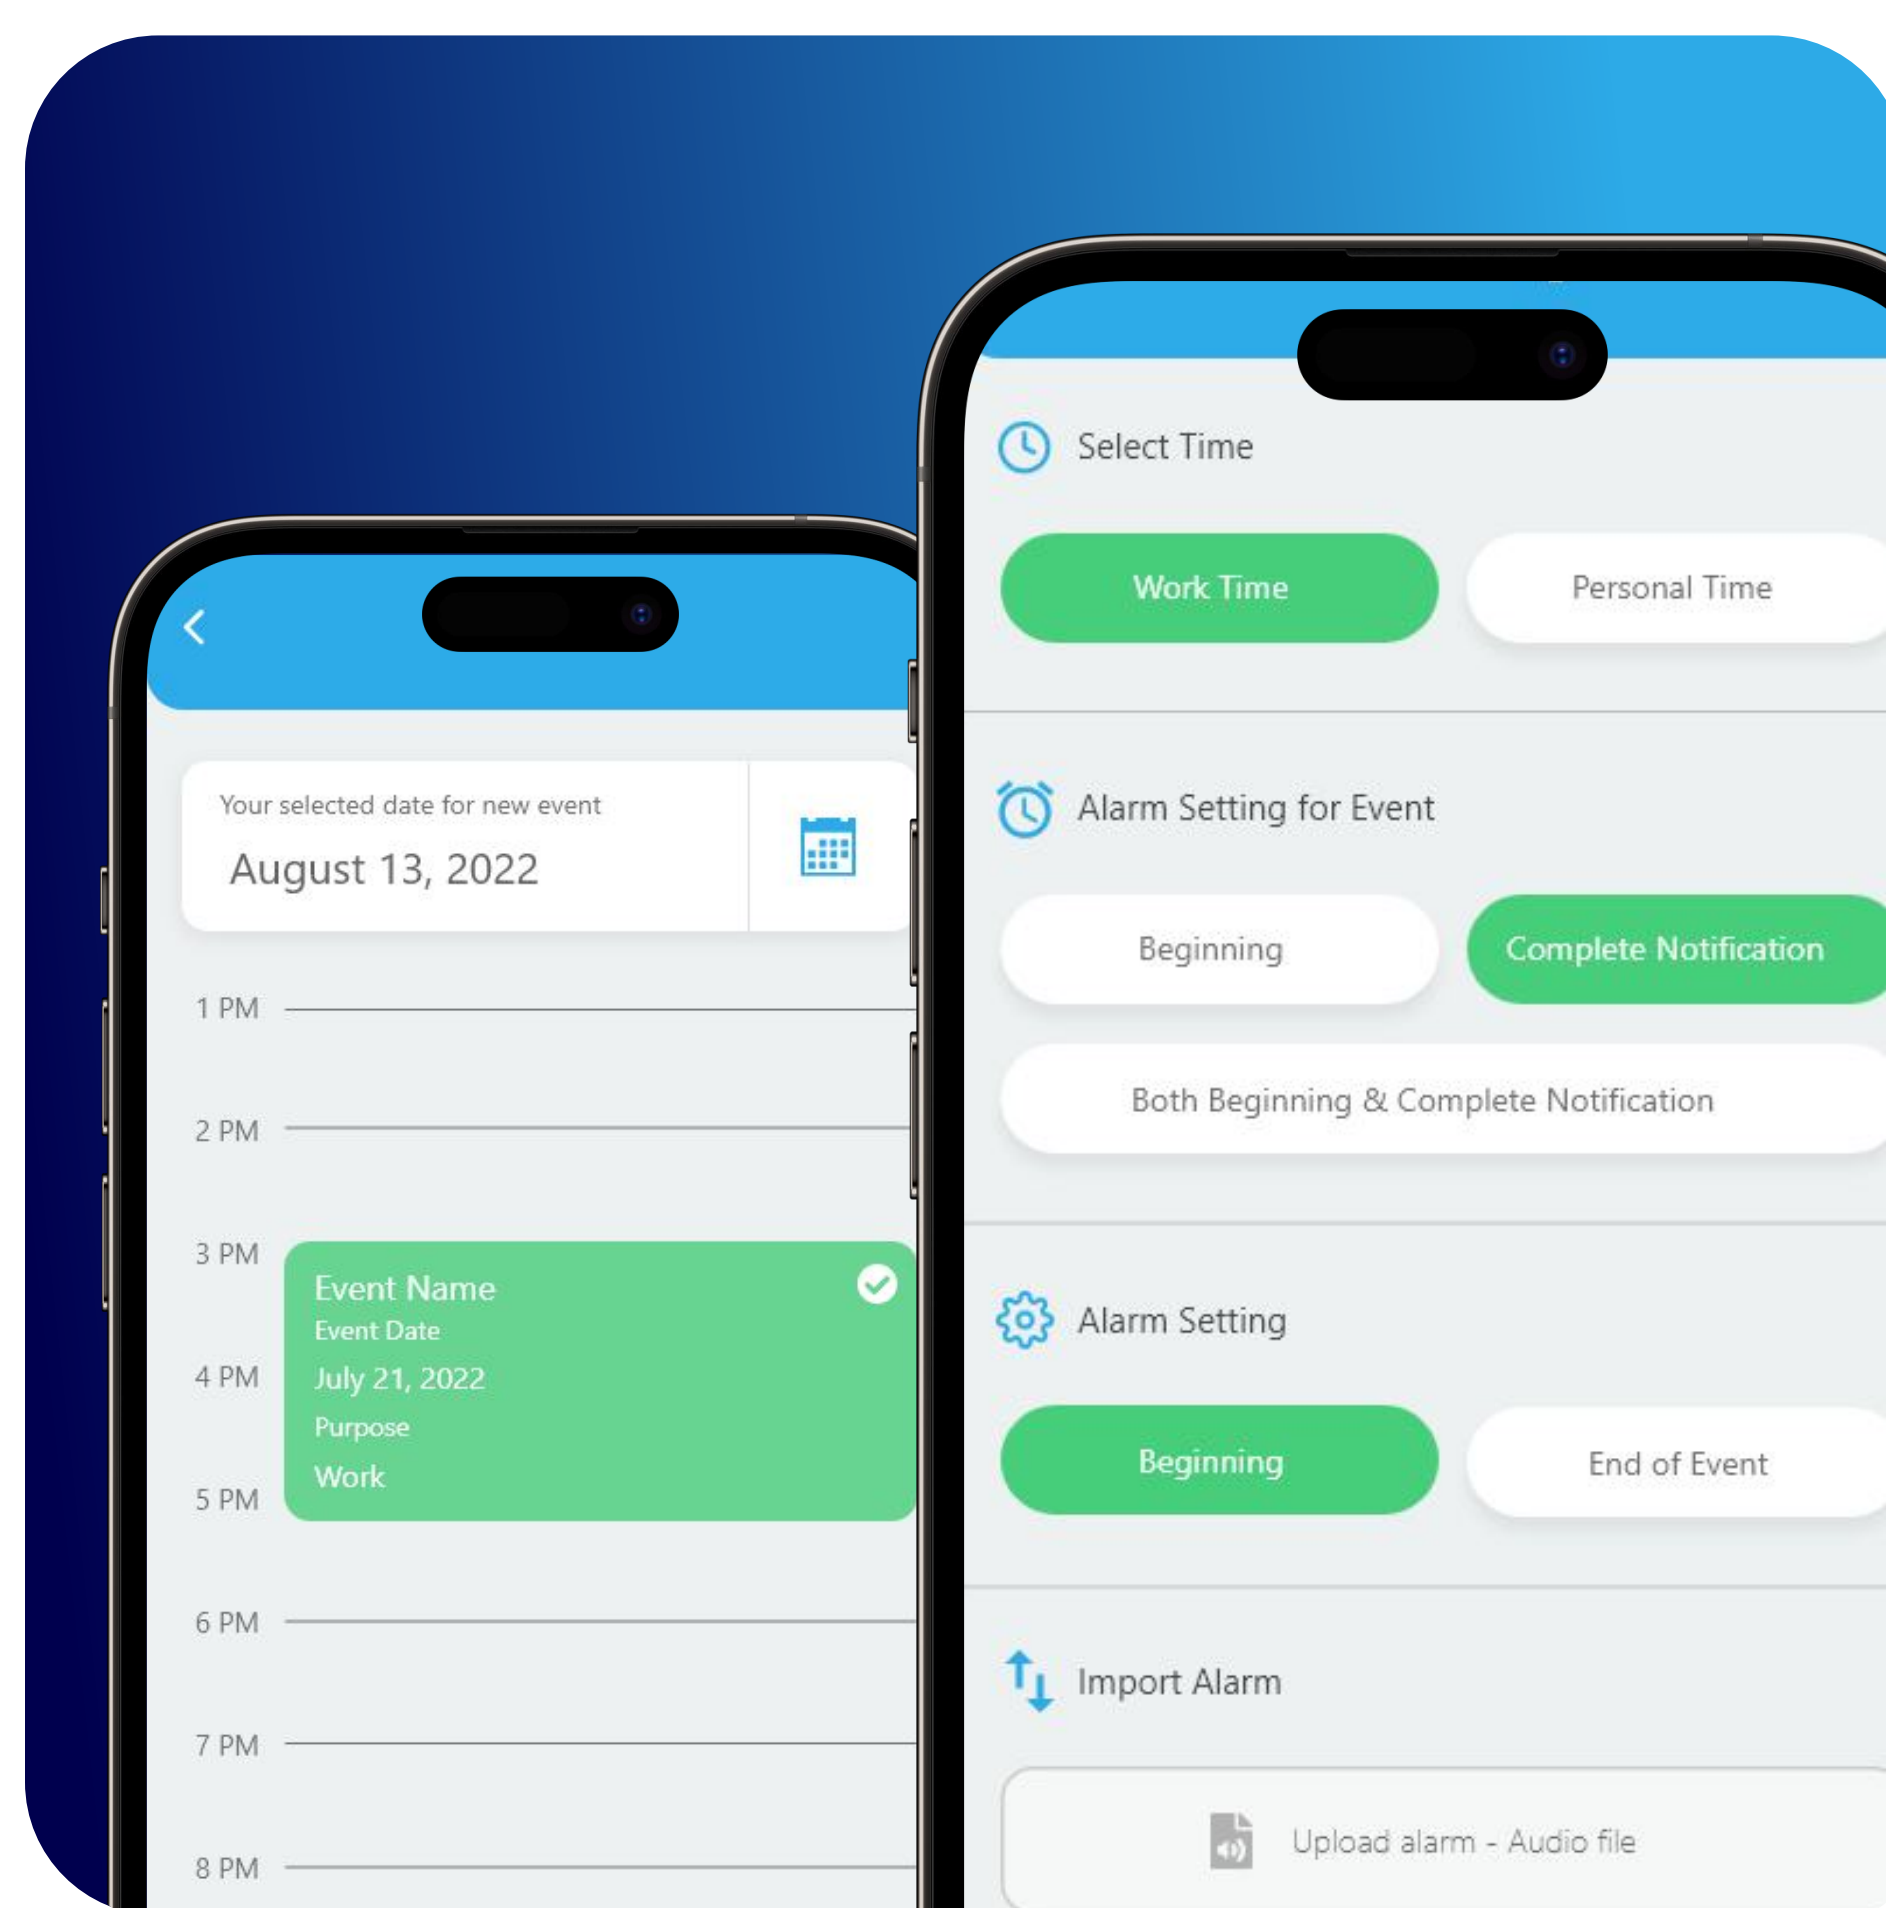 Your selected date for new event
August 13, 2022
1 PM
2 PM
3 PM
Event Name
Event Date
4 PM
July 21, 2022
Purpose
Work
5 PM
6 PM
7 PM
8 PM
Select Time
Work Time
Personal Time
Alarm Setting for Event
Beginning
Complete Notification
Both Beginning & Complete Notification
Alarm Setting
Beginning
End of Event
Import Alarm
Upload alarm - Audio file